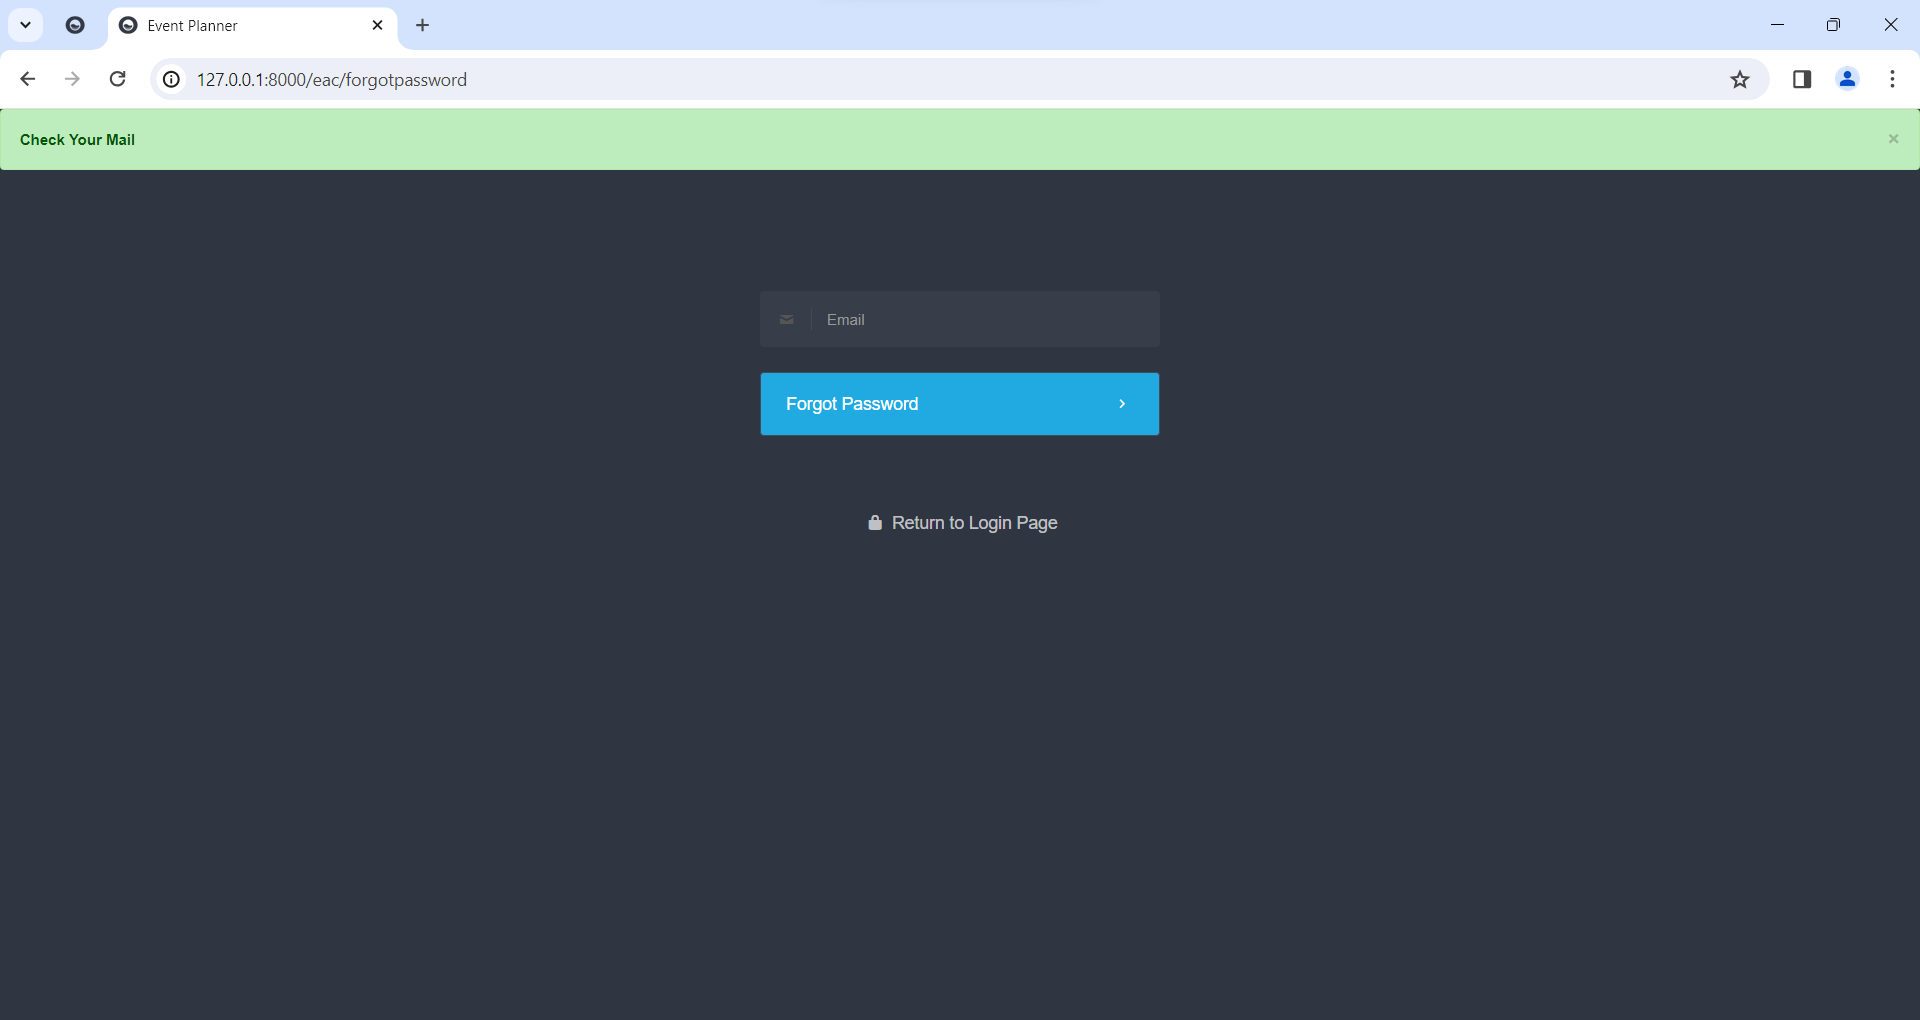 Event Planner
127.0.0.1:8000/eac/forgotpassword
Check Your Mail
Email
Forgot Password
Return to Login Page